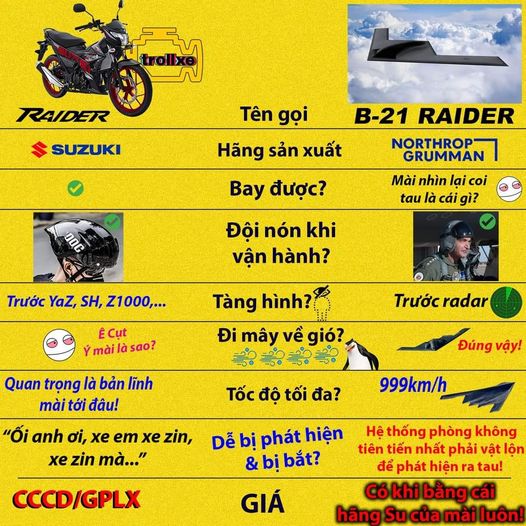 trollxe
RAIDER
Tên gọi
B-21 RAIDER
SUZUKI
Hãng sản xuất
NORTHROP
GRUMMAN
Bay được?
Mài nhìn lại coi
tau là cái gì?
DOC
Đội nón khi
vận hành?
Trước YaZ, SH, Z1000,...
Tàng hình?
Trước radar
Ê Cụt
Ý mài là sao?
Đi mây về gió?
Đúng vậy!
Quan trọng là bản lĩnh
mài tới đâu!
Tốc độ tối đa?
999km/h
“Ối anh ơi, xe em xe zin,
xe zin mà...”
Dễ bị phát hiện
& bị bắt?
Hệ thống phòng không
tiên tiến nhất phải vật lộn
để phát hiện ra tau!
CCCD/GPLX
GIÁ
Có khi bằng cái
hãng Su của mài luôn!